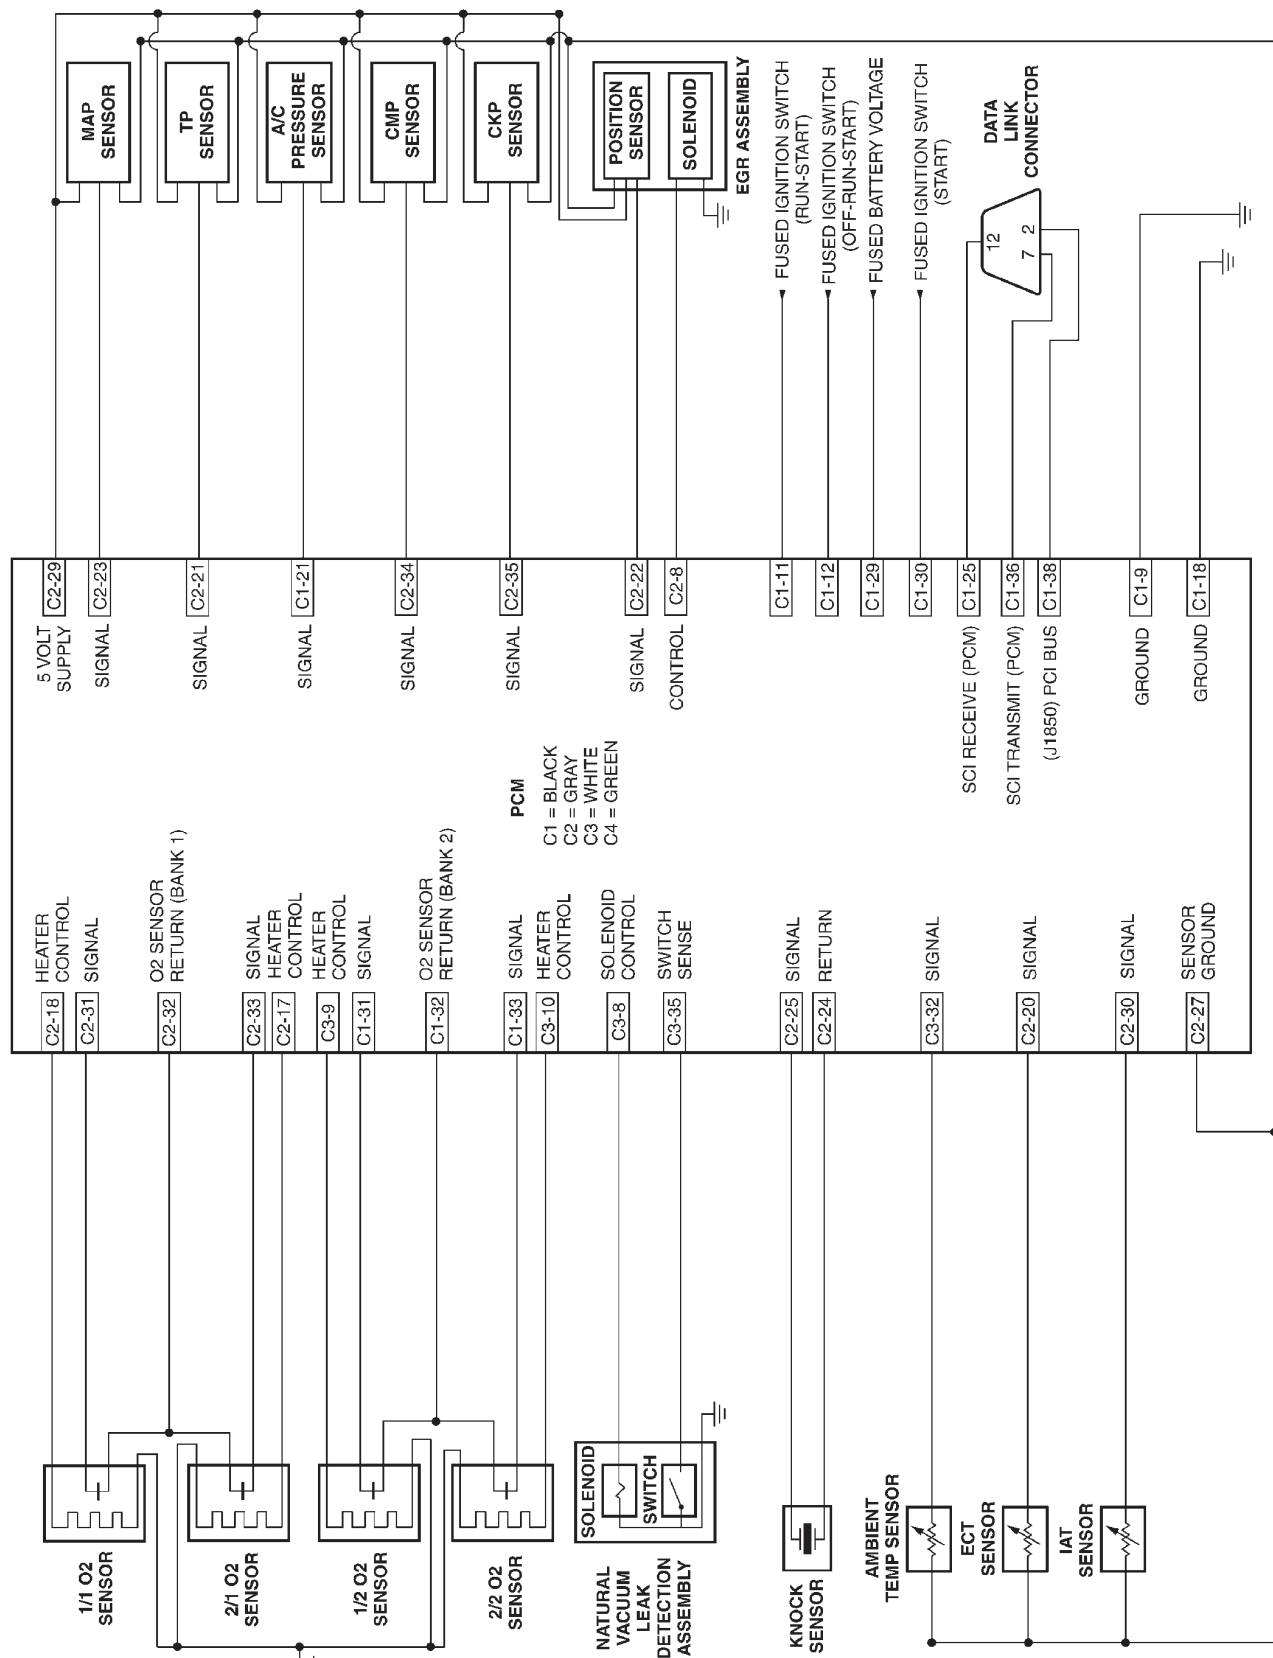 MAP
SENSOR
TP
SENSOR
A/C
PRESSURE
SENSOR
CMP
SENSOR
CKP
SENSOR
POSITION
SENSOR
SOLENOID
EGR ASSEMBLY
FUSED IGNITION SWITCH
(RUN-START)
FUSED IGNITION SWITCH
(OFF-RUN-START)
FUSED BATTERY VOLTAGE
FUSED IGNITION SWITCH
(START)
DATA
LINK
CONNECTOR
12
7 2
C2-29
C2-23
C2-21
C1-21
C2-34
C2-35
C2-22
C2-8
C1-11
C1-12
C1-29
C1-30
C1-25
C1-36
C1-38
C1-9
C1-18
5 VOLT
SUPPLY
SIGNAL
SIGNAL
SIGNAL
SIGNAL
SIGNAL
SIGNAL
CONTROL
SCI RECEIVE (PCM)
SCI TRANSMIT (PCM)
(J1850) PCI BUS
GROUND
GROUND
PCM
C1 = BLACK
C2 = GRAY
C3 = WHITE
C4 = GREEN
HEATER
CONTROL
SIGNAL
O2 SENSOR
RETURN (BANK 1)
SIGNAL
HEATER
CONTROL
HEATER
CONTROL
SIGNAL
O2 SENSOR
RETURN (BANK 2)
SIGNAL
HEATER
CONTROL
SOLENOID
CONTROL
SWITCH
SENSE
SIGNAL
RETURN
SIGNAL
SIGNAL
SIGNAL
SENSOR
GROUND
C2-18
C2-31
C2-32
C2-33
C2-17
C3-9
C1-31
C1-32
C1-33
C3-10
C3-8
C3-35
C2-25
C2-24
C3-32
C2-20
C2-30
C2-27
1/1 O2
SENSOR
2/1 O2
SENSOR
1/2 O2
SENSOR
2/2 O2
SENSOR
SOLENOID
SWITCH
NATURAL
VACUUM
LEAK
DETECTION
ASSEMBLY
KNOCK
SENSOR
AMBIENT
TEMP SENSOR
ECT
SENSOR
IAT
SENSOR